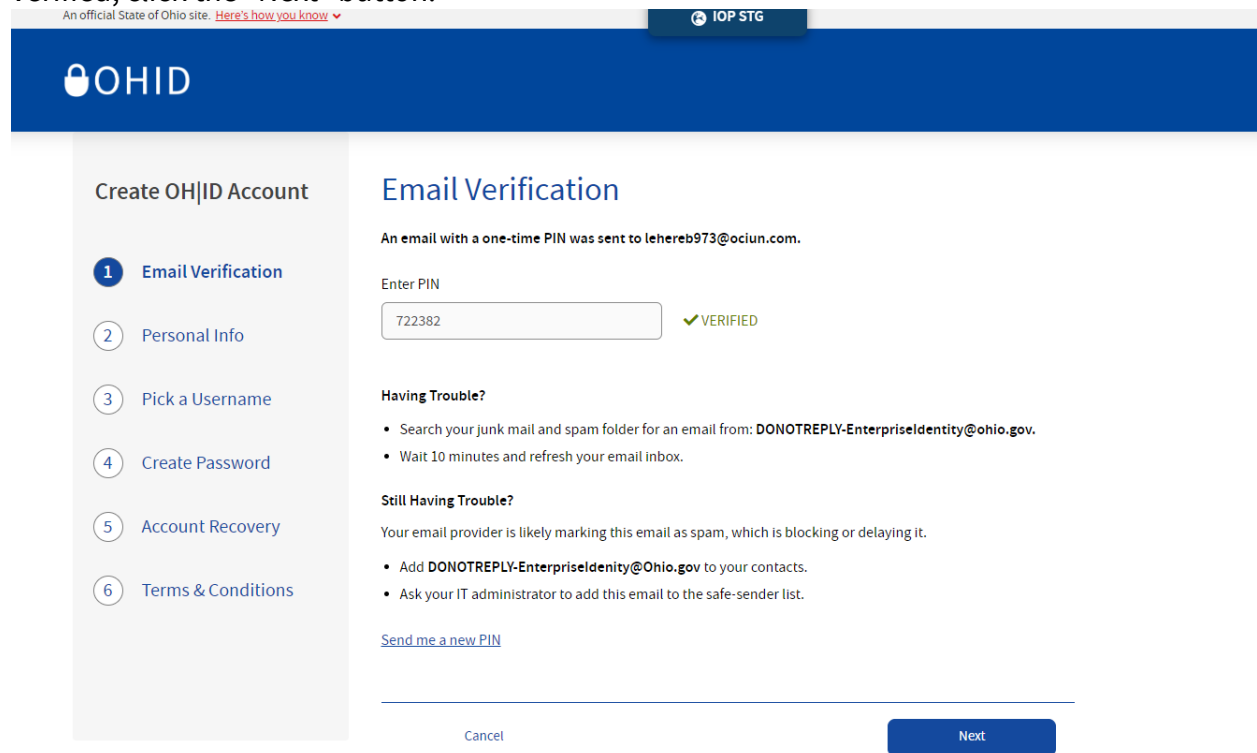 verified, click the "Next" button.
An official State of Ohio site. Here's how you know
IOP STG
OHID
Create OH|ID Account
1 Email Verification
2 Personal Info
3 Pick a Username
4 Create Password
5 Account Recovery
6 Terms & Conditions
Email Verification
An email with a one-time PIN was sent to lehereb973@ociun.com.
Enter PIN
722382
VERIFIED
Having Trouble?
• Search your junk mail and spam folder for an email from: DONOTREPLY-EnterpriseIdentity@ohio.gov.
• Wait 10 minutes and refresh your email inbox.
Still Having Trouble?
Your email provider is likely marking this email as spam, which is blocking or delaying it.
• Add DONOTREPLY-EnterpriseIdenity@Ohio.gov to your contacts.
• Ask your IT administrator to add this email to the safe-sender list.
Send me a new PIN
Cancel
Next